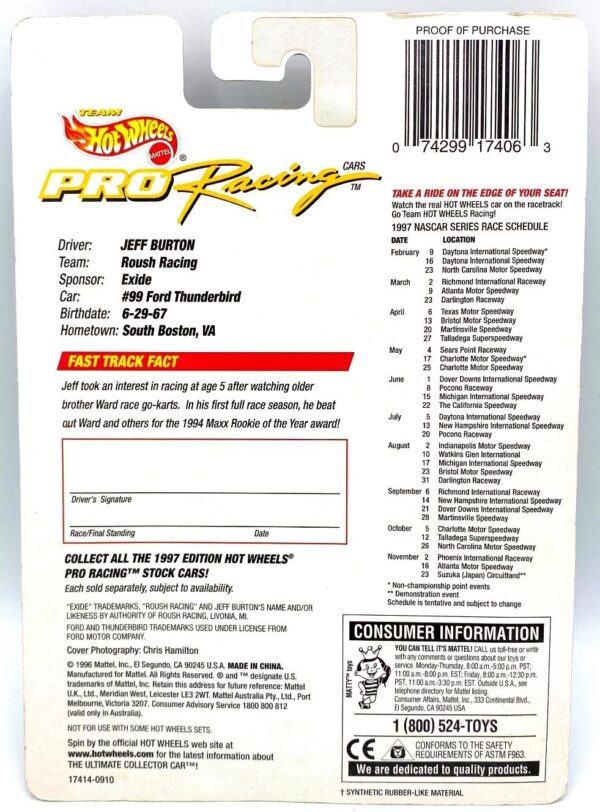 TEAM
Hot Wheels
MATTEL
®
PRO Racing CARS
™
Driver: JEFF BURTON
Team: Roush Racing
Sponsor: Exide
Car: #99 Ford Thunderbird
Birthdate: 6-29-67
Hometown: South Boston, VA
FAST TRACK FACT
Jeff took an interest in racing at age 5 after watching older
brother Ward race go-karts. In his first full race season, he beat
out Ward and others for the 1994 Maxx Rookie of the Year award!
Driver's Signature
Race/Final Standing Date
COLLECT ALL THE 1997 EDITION HOT WHEELS®
PRO RACING™ STOCK CARS!
Each sold separately, subject to availability.
"EXIDE" TRADEMARKS, "ROUSH RACING" AND JEFF BURTON'S NAME AND/OR
LIKENESS BY AUTHORITY OF ROUSH RACING, LIVONIA, MI.
FORD AND THUNDERBIRD TRADEMARKS USED UNDER LICENSE FROM
FORD MOTOR COMPANY.
Cover Photography: Chris Hamilton
© 1996 Mattel, Inc., El Segundo, CA 90245 U.S.A. MADE IN CHINA.
Manufactured for Mattel. All Rights Reserved. ® and ™ designate U.S.
trademarks of Mattel, Inc. Retain this address for future reference: Mattel
U.K., Ltd., Meridian West, Leicester LE3 2WT. Mattel Australia Pty., Ltd., Port
Melbourne, Victoria 3207. Consumer Advisory Service 1800 800 812
(valid only in Australia).
NOT FOR USE WITH SOME HOT WHEELS SETS.
Spin by the official HOT WHEELS web site at
www.hotwheels.com for the latest information about
THE ULTIMATE COLLECTOR CAR™!
17414-0910
PROOF OF PURCHASE
0 74299 17406 3
TAKE A RIDE ON THE EDGE OF YOUR SEAT!
Watch the real HOT WHEELS car on the racetrack!
Go Team HOT WHEELS Racing!
1997 NASCAR SERIES RACE SCHEDULE
DATE LOCATION
February 9 Daytona International Speedway*
16 Daytona International Speedway
23 North Carolina Motor Speedway
March 2 Richmond International Raceway
9 Atlanta Motor Speedway
23 Darlington Raceway
April 6 Texas Motor Speedway
13 Bristol Motor Speedway
20 Martinsville Speedway
27 Talladega Superspeedway
May 4 Sears Point Raceway
17 Charlotte Motor Speedway*
25 Charlotte Motor Speedway
June 1 Dover Downs International Speedway
8 Pocono Raceway
15 Michigan International Speedway
22 The California Speedway
July 5 Daytona International Speedway
13 New Hampshire International Speedway
20 Pocono Raceway
August 2 Indianapolis Motor Speedway
10 Watkins Glen International
17 Michigan International Speedway
23 Bristol Motor Speedway
31 Darlington Raceway
September 6 Richmond International Raceway
14 New Hampshire International Speedway
21 Dover Downs International Speedway
28 Martinsville Speedway
October 5 Charlotte Motor Speedway
12 Talladega Superspeedway
26 North Carolina Motor Speedway
November 2 Phoenix International Raceway
16 Atlanta Motor Speedway
23 Suzuka (Japan) Circuitland**
* Non-championship point events
** Demonstration event
Schedule is tentative and subject to change
CONSUMER INFORMATION
MATTY™ toys
YOU CAN TELL IT'S MATTEL! CALL us toll-free or write
with any comments or questions about our toys or
service. Monday-Thursday, 8:00 a.m.-5:00 p.m. PST;
11:00 a.m.-8:00 p.m. EST; Friday, 8:00 a.m.-12:30 p.m.
PST, 11:00 a.m.-3:30 p.m. EST. Outside U.S.A., see
telephone directory for Mattel listing.
Consumer Affairs, Mattel, Inc., 333 Continental Blvd.,
El Segundo, CA 90245 USA
1 (800) 524-TOYS
CE
CONFORMS TO THE SAFETY
REQUIREMENTS OF ASTM F963.
We are dedicated to quality products.
† SYNTHETIC RUBBER-LIKE MATERIAL